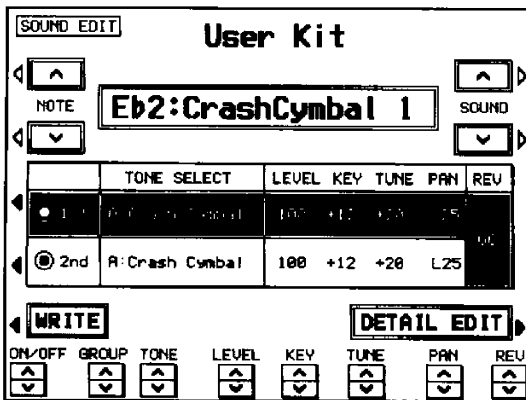 SOUND EDIT
User Kit
NOTE
Eb2:CrashCymbal 1
SOUND
TONE SELECT LEVEL KEY TUNE PAN REV
2nd A:Crash Cymbal 100 +12 +20 L25
WRITE
DETAIL EDIT
ON/OFF GROUP TONE LEVEL KEY TUNE PAN REV